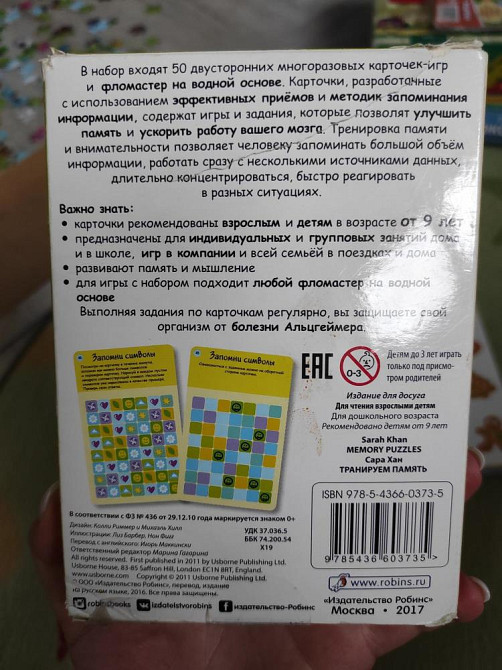 В набор входят 50 двусторонних многоразовых карточек-игр
и фломастер на водной основе. Карточки, разработанные
с использованием эффективных приёмов и методик запоминания
информации, содержат игры и задания, которые позволят улучшить
память и ускорить работу вашего мозга. Тренировка памяти
и внимательности позволяет человеку запоминать большой объём
информации, работать сразу с несколькими источниками данных,
длительно концентрироваться, быстро реагировать
в разных ситуациях.
Важно знать:
• карточки рекомендованы взрослым и детям в возрасте от 9 лет
• предназначены для индивидуальных и групповых занятий дома
и в школе, игр в компании и всей семьёй в поездках и дома
• развивают память и мышление
• для игры с набором подходит любой фломастер на водной
основе
Выполняя задания по карточкам регулярно, вы защищаете свой
организм от болезни Альцгеймера.
Запомни символы
Запомни символы
EAC
0-3
Детям до 3 лет играть
только под присмо-
тром родителей
Издание для досуга
Для чтения взрослыми детям
Для дошкольного возраста
Рекомендовано детям от 9 лет
Sarah Khan
MEMORY PUZZLES
Сара Хан
ТРАНИРУЕМ ПАМЯТЬ
В соответствии с ФЗ № 436 от 29.12.10 года маркируется знаком 0+
Дизайн: Холли Риммер и Михаэль Хилл
УДК 37.036.5
Иллюстрации: Лиз Барбер, Нон Фигг
ББК 74.200.54
Перевод с английского: Игорь
Х19
Ответственный редактор Марина Гагарина
All rights reserved. First published in 2011 by Usborne Publishing Ltd.
Usborne House, 83-85 Saffron Hill, London EC1N 8RT, England.
www.usborne.com Copyright © 2011 Usborne Publishing Ltd.
© ООО «Издательство Робинс», перевод, издание
на русском языке, 2016. Все права защищены.
robinsbooks
izdatelstvorobins
издательство-Робинс
ISBN 978-5-4366-0373-5
9 785436 603735 >
www.robins.ru
«Издательство Робинс»
Москва • 2017